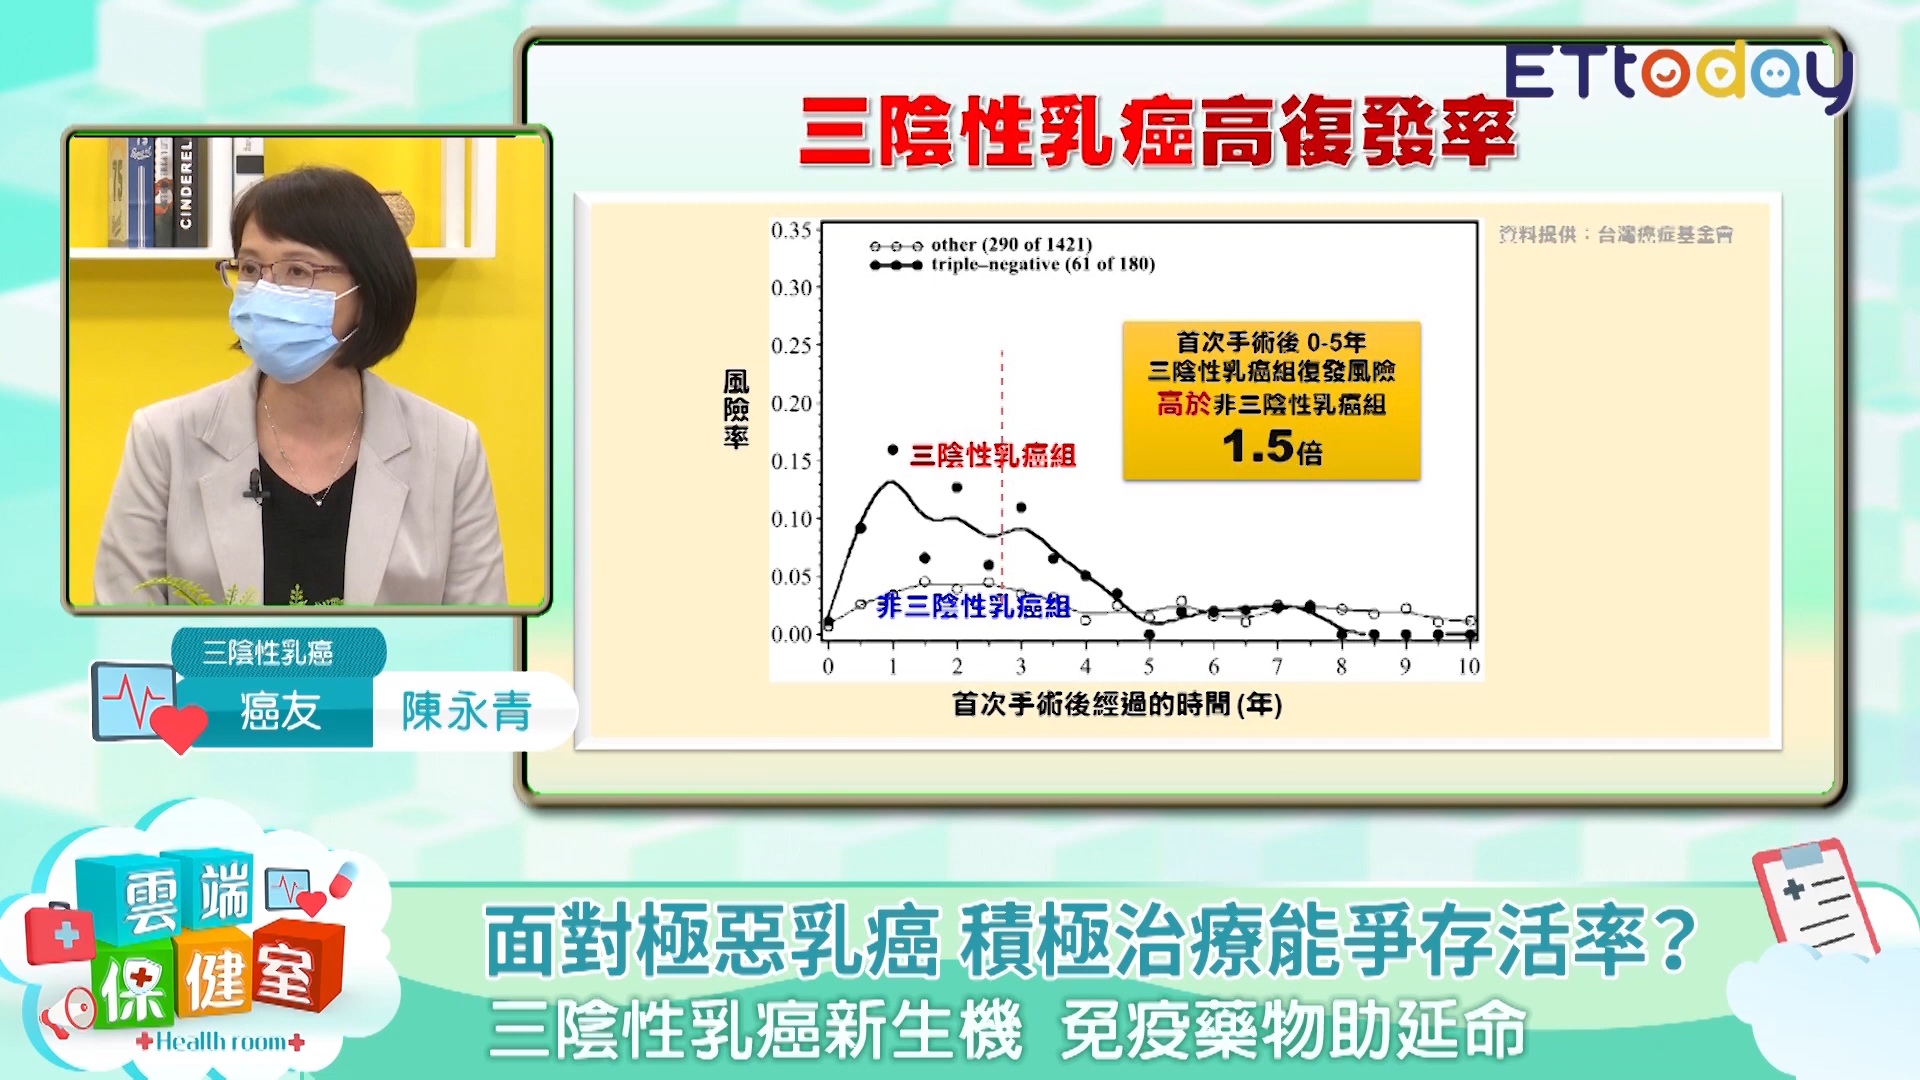 ETtoday
三陰性乳癌高復發率
資料提供：台灣癌症基金會
0.35
0.30
0.25
0.20
0.15
0.10
0.05
0.00
other (290 of 1421)
triple-negative (61 of 180)
首次手術後 0-5年
三陰性乳癌組復發風險
高於非三陰性乳癌組
1.5倍
風險率
三陰性乳癌組
非三陰性乳癌組
0 1 2 3 4 5 6 7 8 9 10
首次手術後經過的時間 (年)
75
CINDEREL
三陰性乳癌
癌友 陳永青
雲端
保健室
Health room
面對極惡乳癌 積極治療能爭存活率？
三陰性乳癌新生機 免疫藥物助延命